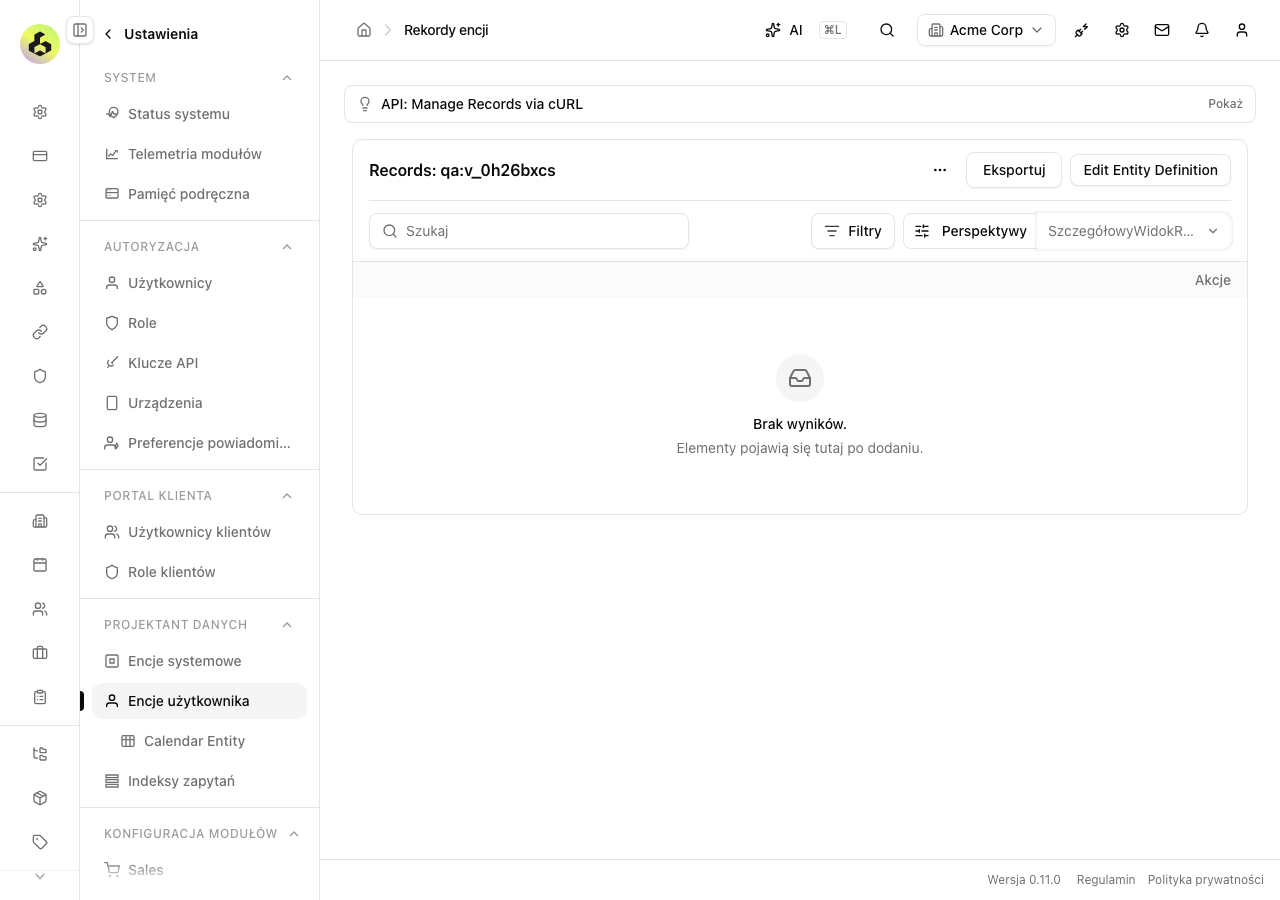 Ustawienia
SYSTEM
Status systemu
Telemetria modułów
Pamięć podręczna
AUTORYZACJA
Użytkownicy
Role
Klucze API
Urządzenia
Preferencje powiadomi...
PORTAL KLIENTA
Użytkownicy klientów
Role klientów
PROJEKTANT DANYCH
Encje systemowe
Encje użytkownika
Calendar Entity
Indeksy zapytań
KONFIGURACJA MODUŁÓW
Sales
Rekordy encji
AI ⌘L
Acme Corp
API: Manage Records via cURL
Pokaż
Records: qa:v_0h26bxcs
Eksportuj
Edit Entity Definition
Szukaj
Filtry
Perspektywy
SzczegółowyWidokR...
Akcje
Brak wyników.
Elementy pojawią się tutaj po dodaniu.
Wersja 0.11.0
Regulamin
Polityka prywatności